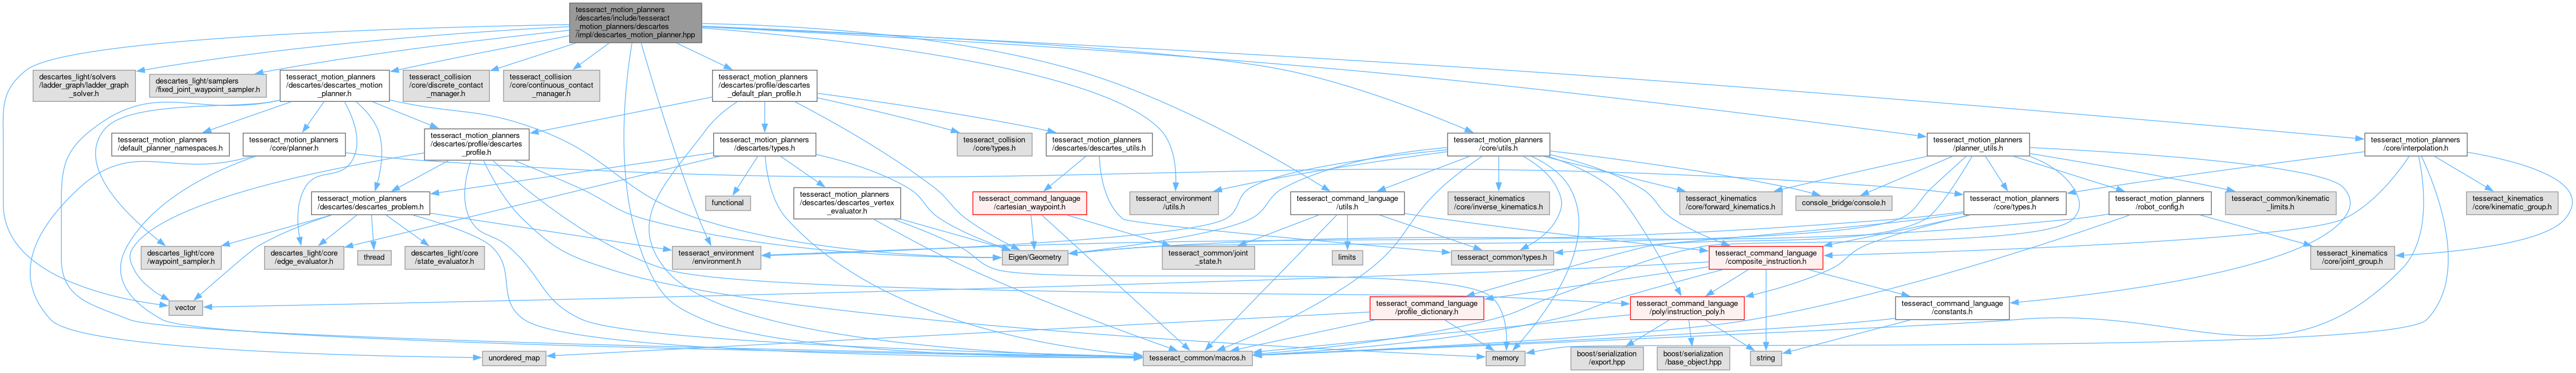 tesseract_motion_planners
/descartes/include/tesseract
_motion_planners/descartes
/impl/descartes_motion_planner.hpp
descartes_light/solvers
/ladder_graph/ladder_graph
_solver.h
descartes_light/samplers
/fixed_joint_waypoint_sampler.h
tesseract_motion_planners
/descartes/descartes_motion
_planner.h
tesseract_collision
/core/discrete_contact
_manager.h
tesseract_collision
/core/continuous_contact
_manager.h
tesseract_motion_planners
/descartes/profile/descartes
_default_plan_profile.h
tesseract_motion_planners
/default_planner_namespaces.h
tesseract_motion_planners
/core/planner.h
tesseract_motion_planners
/descartes/profile/descartes
_profile.h
tesseract_motion_planners
/descartes/types.h
tesseract_collision
/core/types.h
tesseract_motion_planners
/descartes/descartes_utils.h
tesseract_motion_planners
/core/utils.h
tesseract_motion_planners
/planner_utils.h
tesseract_motion_planners
/core/interpolation.h
tesseract_motion_planners
/descartes/descartes_problem.h
functional
tesseract_motion_planners
/descartes/descartes_vertex
_evaluator.h
tesseract_command_language
/cartesian_waypoint.h
tesseract_environment
/utils.h
tesseract_command_language
/utils.h
tesseract_kinematics
/core/inverse_kinematics.h
tesseract_kinematics
/core/forward_kinematics.h
console_bridge/console.h
tesseract_motion_planners
/core/types.h
tesseract_motion_planners
/robot_config.h
tesseract_common/kinematic
_limits.h
tesseract_kinematics
/core/kinematic_group.h
descartes_light/core
/waypoint_sampler.h
descartes_light/core
/edge_evaluator.h
thread
descartes_light/core
/state_evaluator.h
tesseract_environment
/environment.h
Eigen/Geometry
tesseract_common/joint
_state.h
limits
tesseract_common/types.h
tesseract_command_language
/composite_instruction.h
tesseract_kinematics
/core/joint_group.h
vector
tesseract_command_language
/profile_dictionary.h
tesseract_command_language
/poly/instruction_poly.h
tesseract_command_language
/constants.h
unordered_map
tesseract_common/macros.h
memory
boost/serialization
/export.hpp
boost/serialization
/base_object.hpp
string